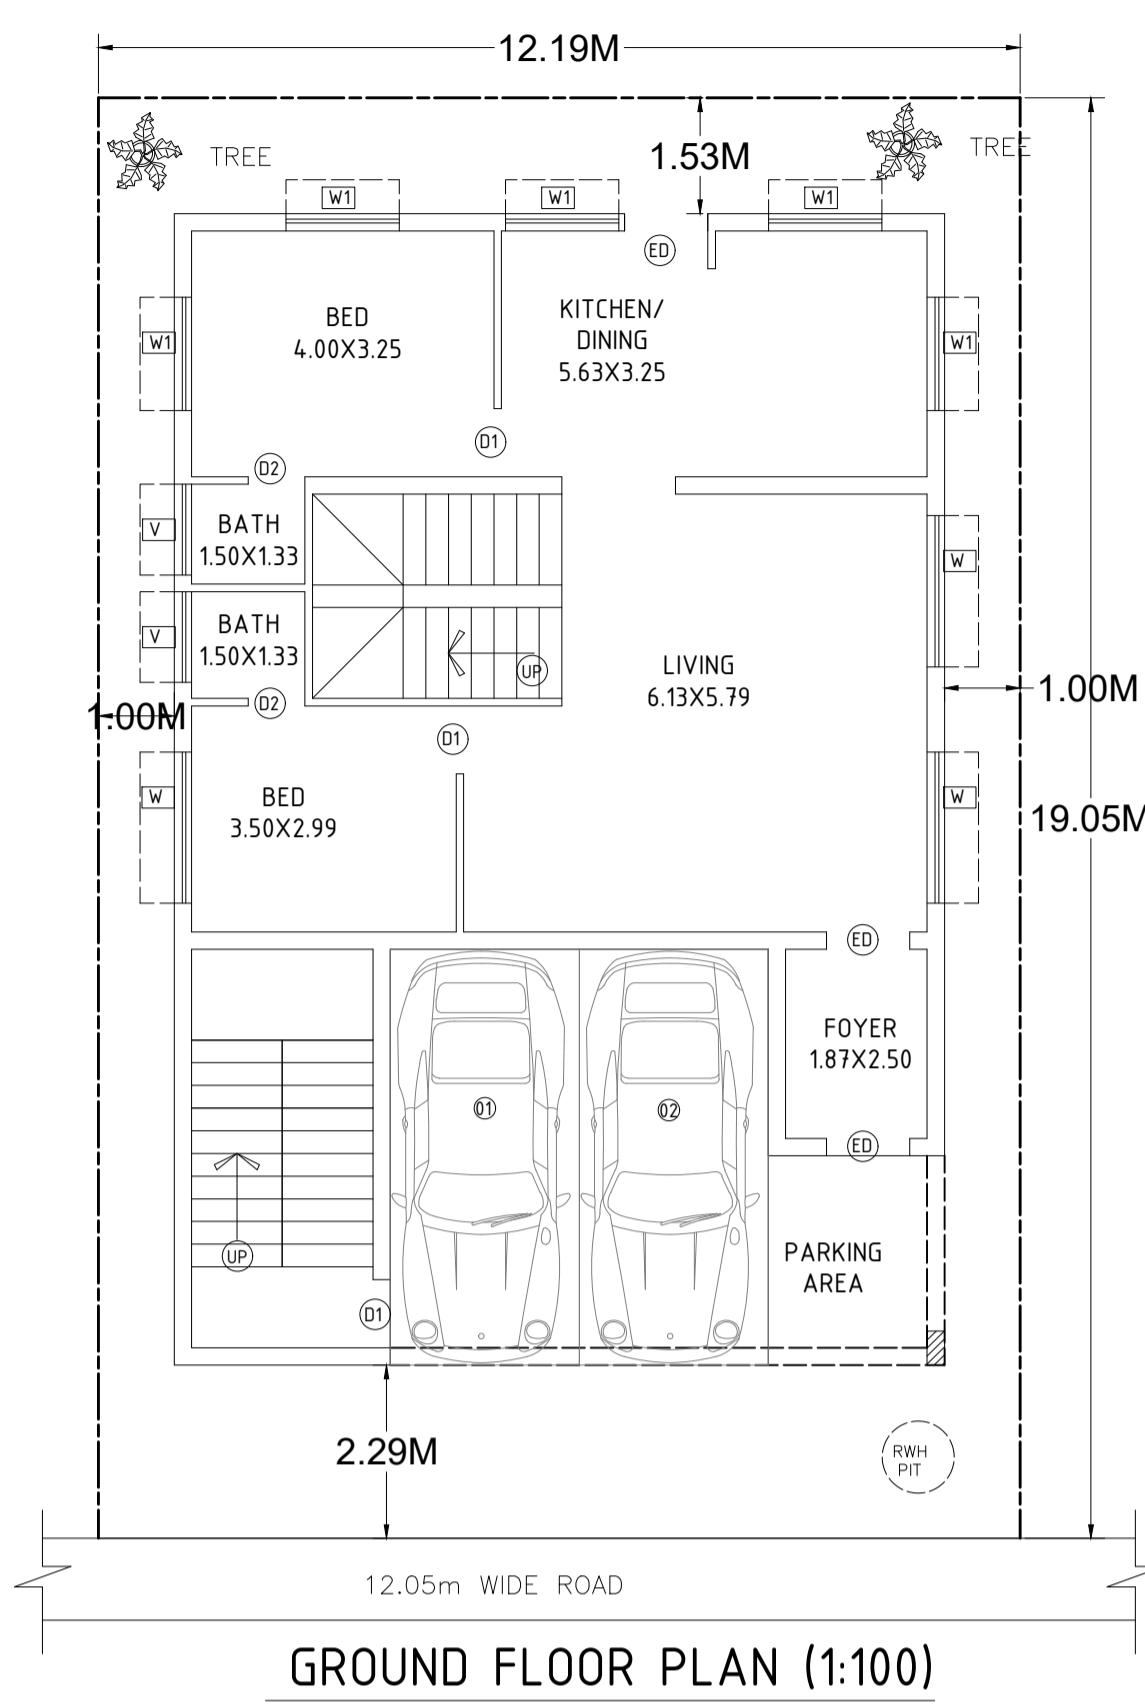 12.19M
TREE
1.53M
TREE
W1
W1
W1
ED
BED
4.00X3.25
KITCHEN/
DINING
5.63X3.25
W1
W1
D1
D2
BATH
1.50X1.33
V
W
BATH
1.50X1.33
V
UP
LIVING
6.13X5.79
1.00M
D2
1.00M
D1
BED
3.50X2.99
W
W
19.05M
ED
FOYER
1.87X2.50
01
02
ED
UP
PARKING
AREA
D1
2.29M
RWH
PIT
12.05m WIDE ROAD
GROUND FLOOR PLAN (1:100)